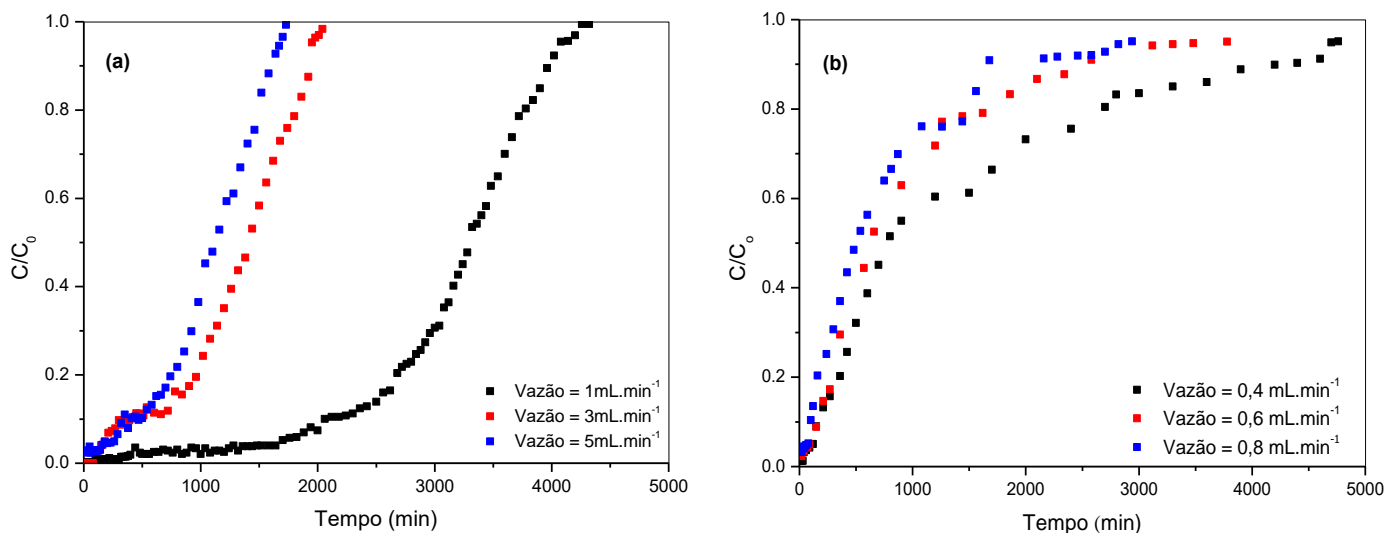 (a)
C/C₀
1.0
0.8
0.6
0.4
0.2
0.0
0
1000
2000
3000
4000
5000
Tempo (min)
Vazão = 1mL.min⁻¹
Vazão = 3mL.min⁻¹
Vazão = 5mL.min⁻¹
(b)
C/Cₒ
1.0
0.8
0.6
0.4
0.2
0.0
0
1000
2000
3000
4000
5000
Tempo (min)
Vazão = 0,4 mL.min⁻¹
Vazão = 0,6 mL.min⁻¹
Vazão = 0,8 mL.min⁻¹